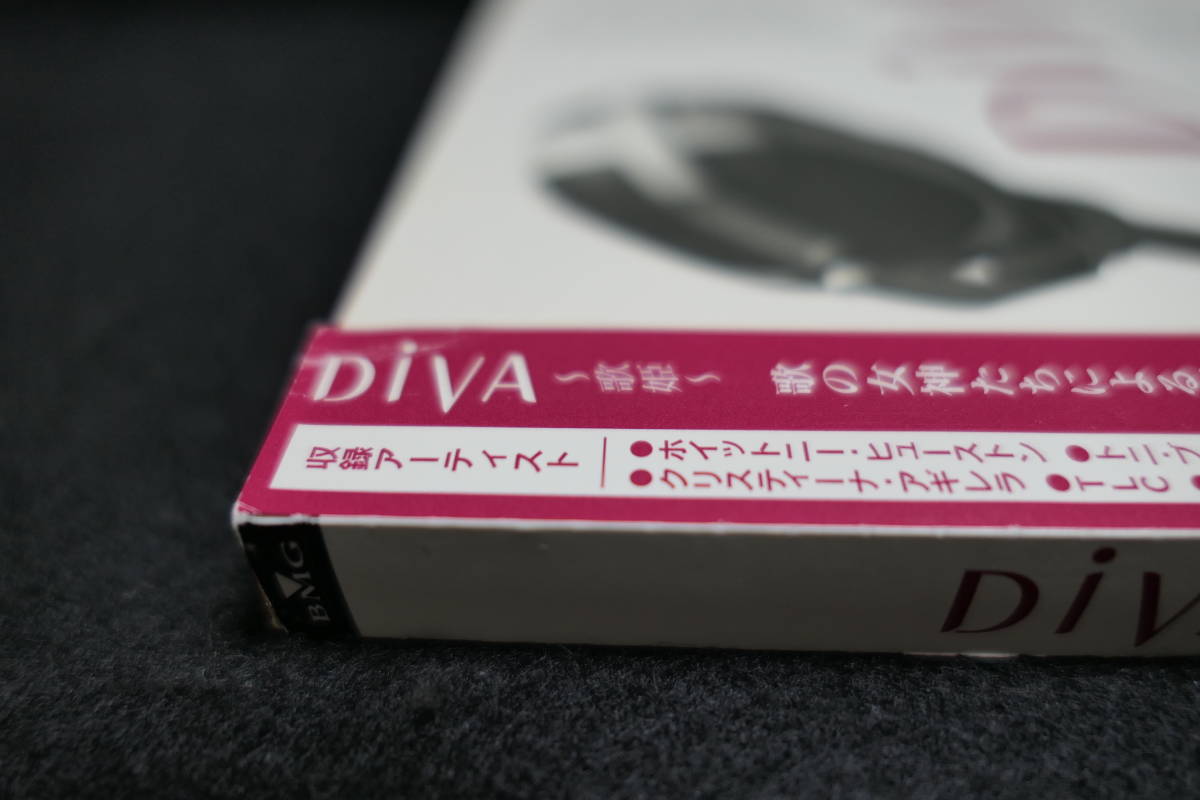 DiVA ～歌姫～ 歌の女神たちによる
収録アーティスト ●ホイットニー・ヒューストン ●トニ・ブ
●クリスティーナ・アギレラ ●TLC ●
BMG
DiV